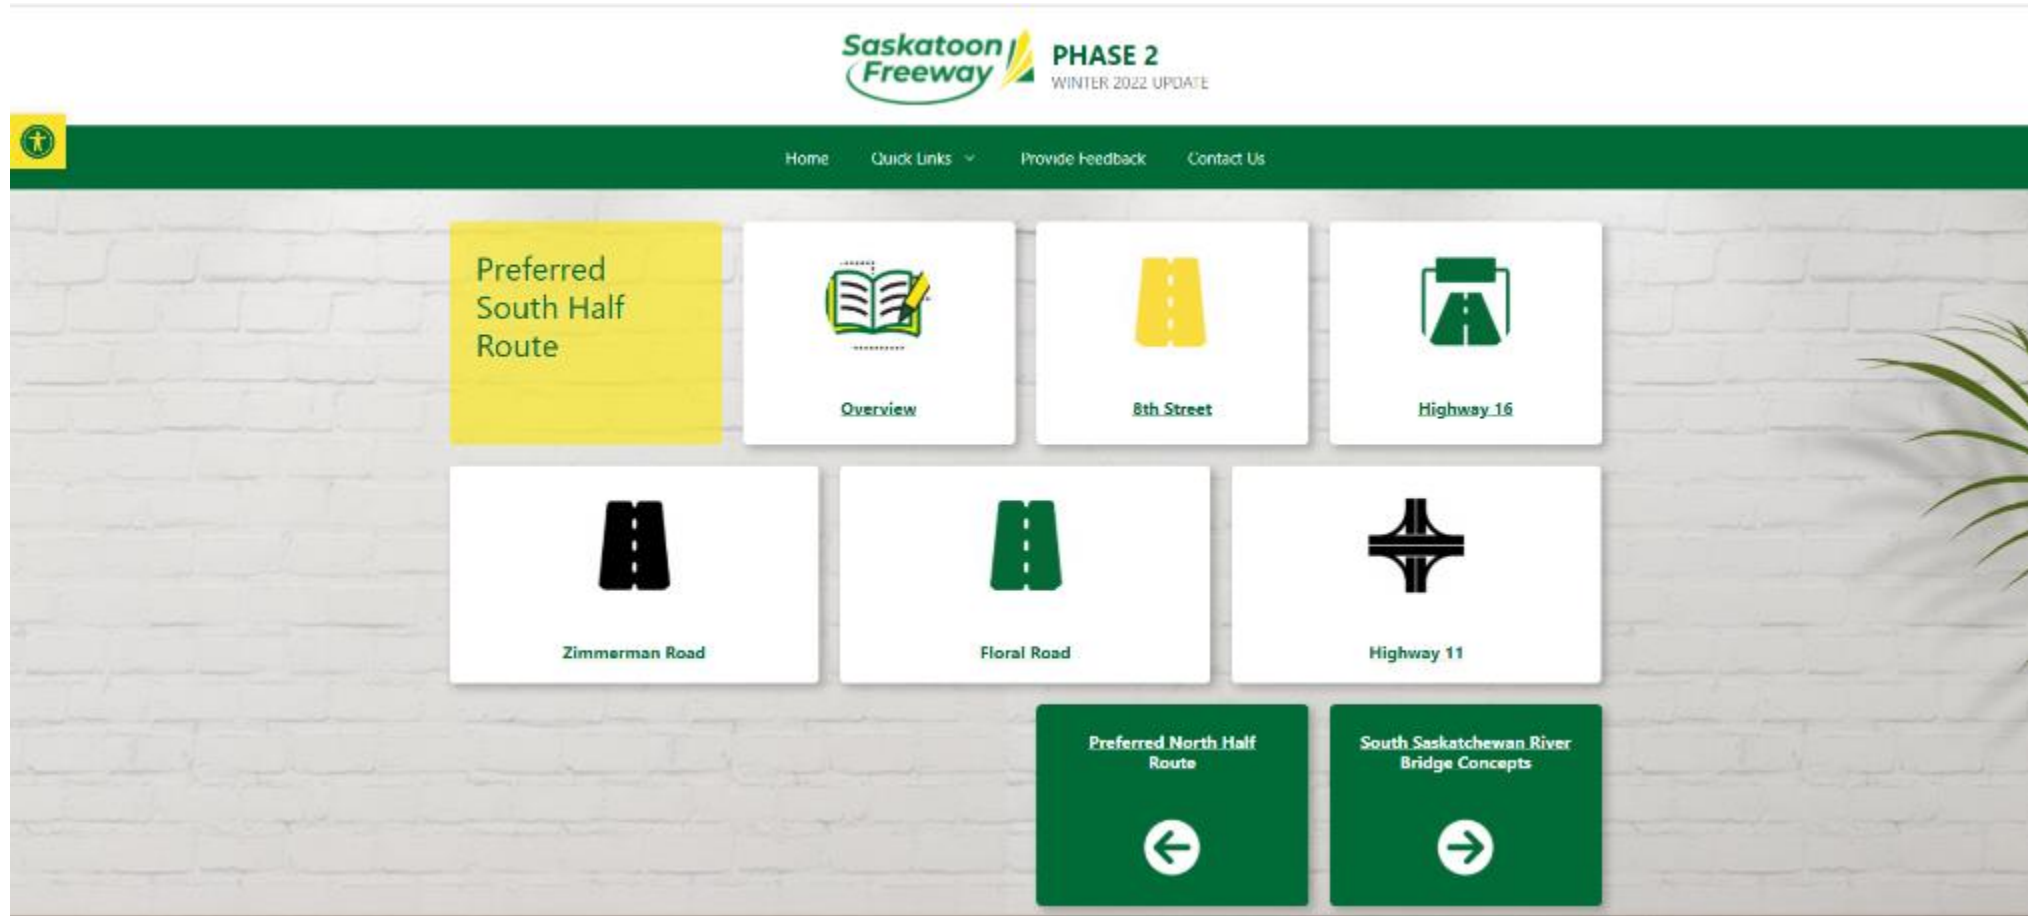 Saskatoon
Freeway
PHASE 2
WINTER 2022 UPDATE
Home Quick Links Provide Feedback Contact Us
Preferred
South Half
Route
Overview
8th Street
Highway 16
Zimmerman Road
Floral Road
Highway 11
Preferred North Half
Route
South Saskatchewan River
Bridge Concepts